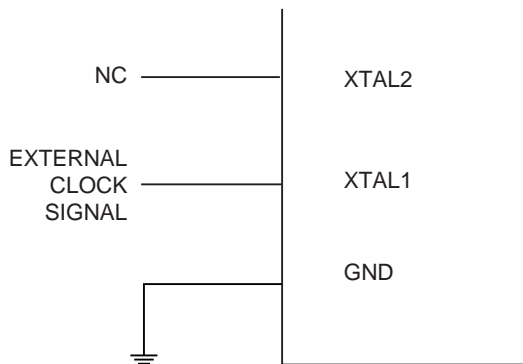 NC
XTAL2
EXTERNAL
CLOCK
SIGNAL
XTAL1
GND